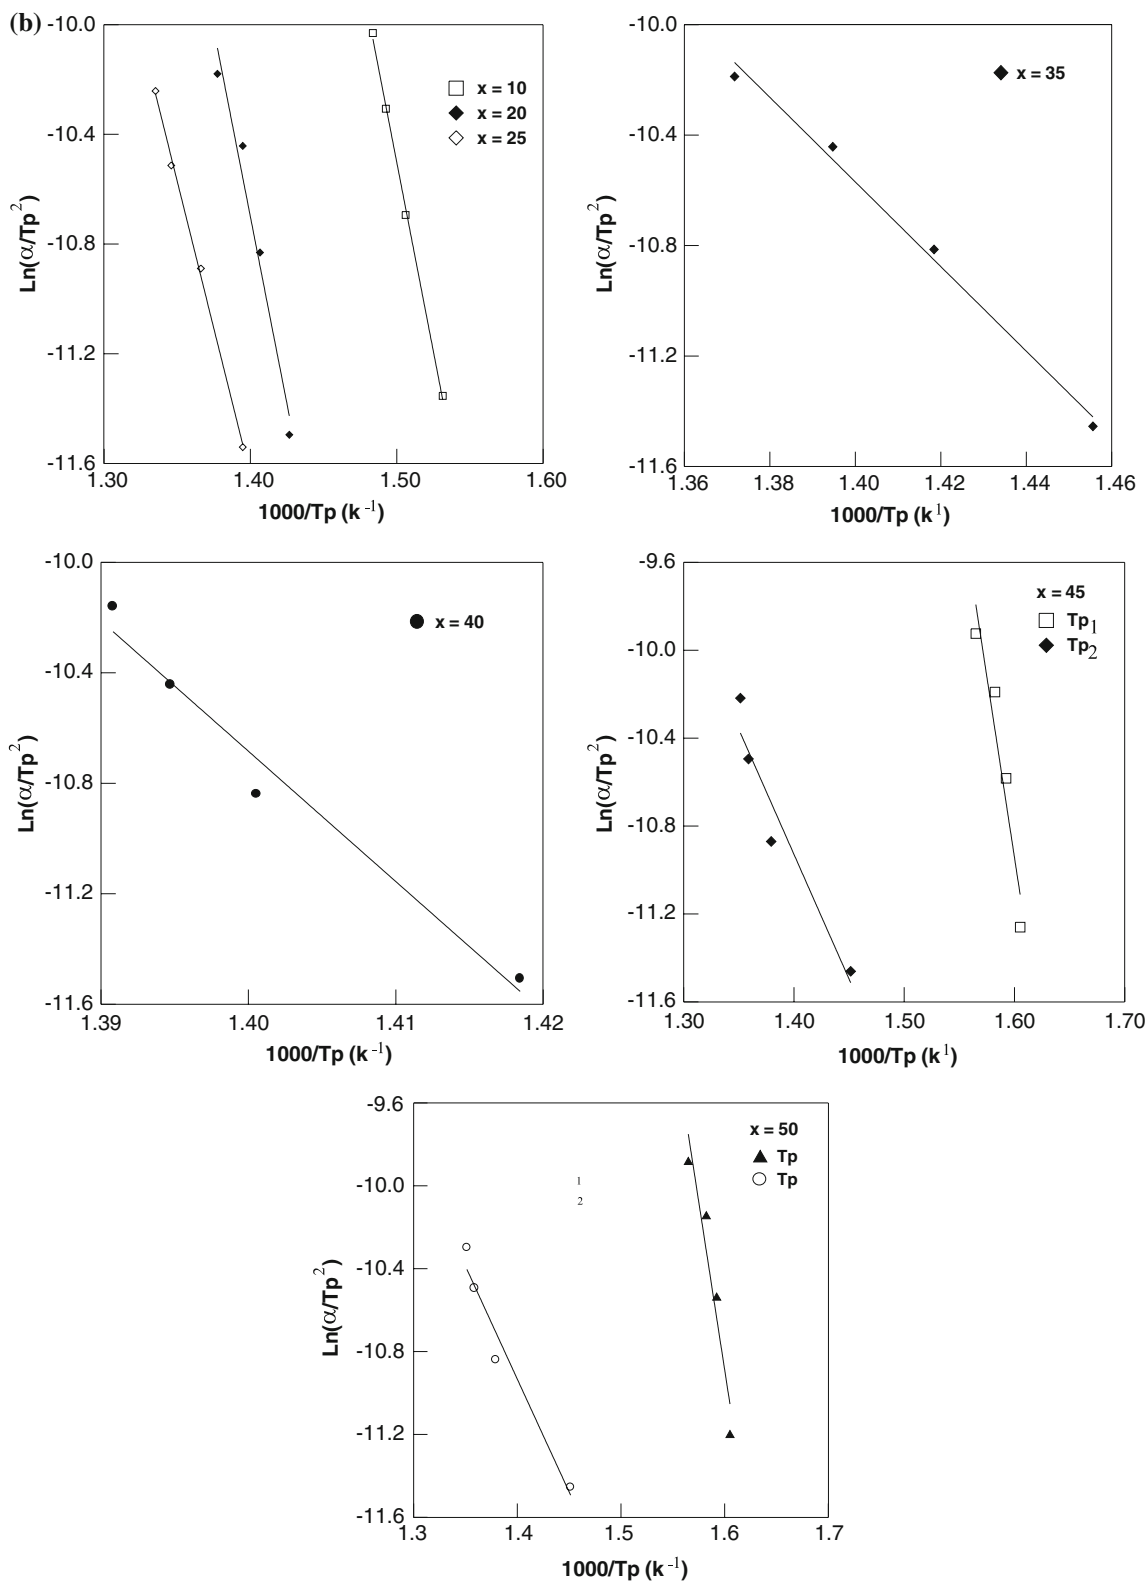 (b)
-10.0
-10.4
-10.8
-11.2
-11.6
Ln(α/Tp²)
x = 10
x = 20
x = 25
1.30 1.40 1.50 1.60
1000/Tp (k⁻¹)
-10.0
-10.4
-10.8
-11.2
-11.6
Ln(α/Tp²)
x = 35
1.36 1.38 1.40 1.42 1.44 1.46
1000/Tp (k¹)
-10.0
-10.4
-10.8
-11.2
-11.6
Ln(α/Tp²)
x = 40
1.39 1.40 1.41 1.42
1000/Tp (k⁻¹)
-9.6
-10.0
-10.4
-10.8
-11.2
-11.6
Ln(α/Tp²)
x = 45
Tp₁
Tp₂
1.30 1.40 1.50 1.60 1.70
1000/Tp (k¹)
-9.6
-10.0
-10.4
-10.8
-11.2
-11.6
Ln(α/Tp²)
x = 50
Tp
Tp
1
2
1.3 1.4 1.5 1.6 1.7
1000/Tp (k⁻¹)